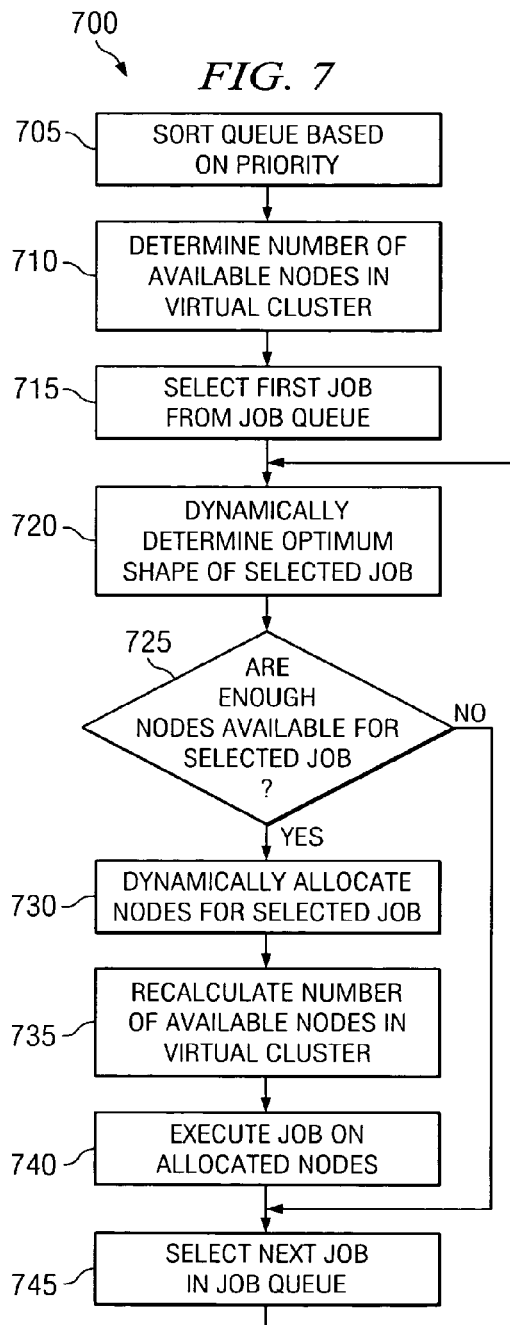 700
FIG. 7
705
SORT QUEUE BASED
ON PRIORITY
710
DETERMINE NUMBER OF
AVAILABLE NODES IN
VIRTUAL CLUSTER
715
SELECT FIRST JOB
FROM JOB QUEUE
720
DYNAMICALLY
DETERMINE OPTIMUM
SHAPE OF SELECTED JOB
725
ARE
ENOUGH
NODES AVAILABLE FOR
SELECTED JOB
?
NO
YES
730
DYNAMICALLY ALLOCATE
NODES FOR SELECTED JOB
735
RECALCULATE NUMBER
OF AVAILABLE NODES IN
VIRTUAL CLUSTER
740
EXECUTE JOB ON
ALLOCATED NODES
745
SELECT NEXT JOB
IN JOB QUEUE